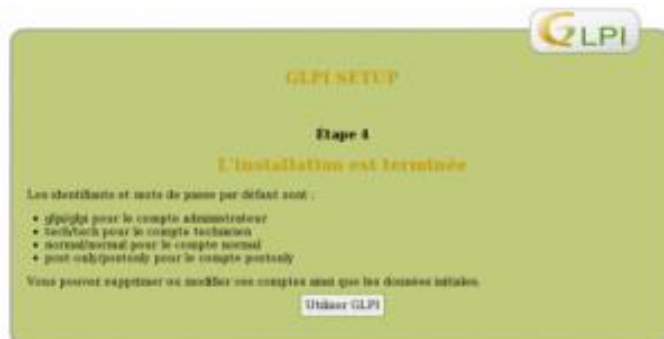 GLPI
GLPI SETUP
Étape 4
L'installation est terminée
Les identifiants et mots de passe par défaut sont :
• glpi/glpi pour le compte administrateur
• tech/tech pour le compte technicien
• normal/normal pour le compte normal
• post-only/postonly pour le compte postonly
Vous pouvez supprimer ou modifier ces comptes ainsi que les données initiales.
Utiliser GLPI